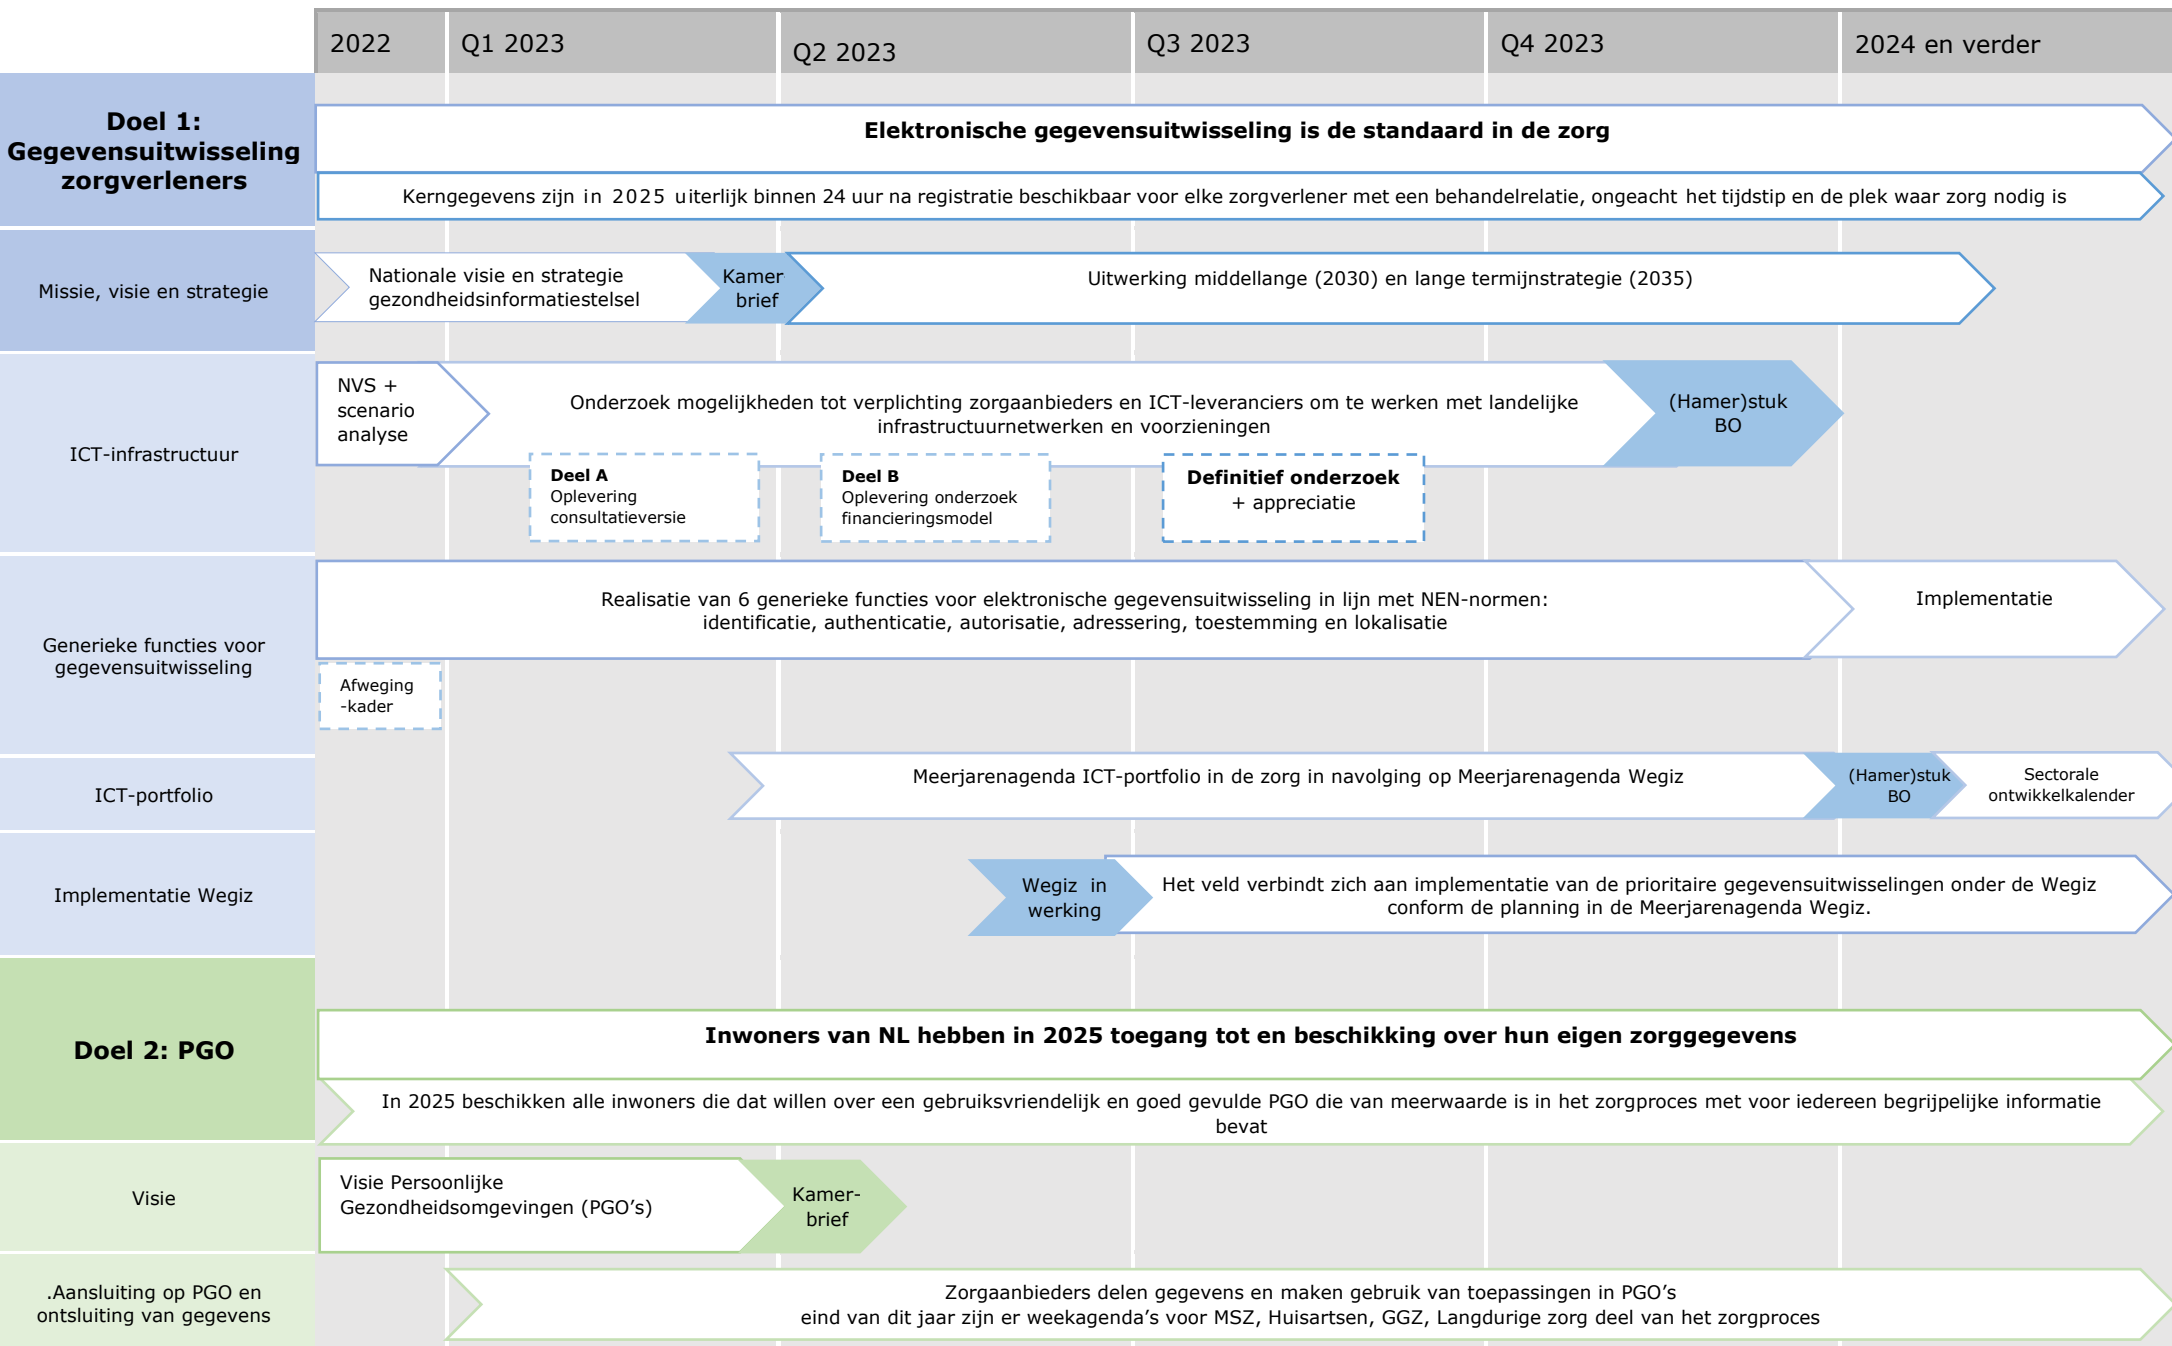 2022
Q1 2023
Q2 2023
Q3 2023
Q4 2023
2024 en verder
Doel 1:
Gegevensuitwisseling
zorgverleners
Elektronische gegevensuitwisseling is de standaard in de zorg
Kerngegevens zijn in 2025 uiterlijk binnen 24 uur na registratie beschikbaar voor elke zorgverlener met een behandelrelatie, ongeacht het tijdstip en de plek waar zorg nodig is
Missie, visie en strategie
Nationale visie en strategie
gezondheidsinformatiestelsel
Kamer-
brief
Uitwerking middellange (2030) en lange termijnstrategie (2035)
ICT-infrastructuur
NVS +
scenario
analyse
Onderzoek mogelijkheden tot verplichting zorgaanbieders en ICT-leveranciers om te werken met landelijke
infrastructuurnetwerken en voorzieningen
(Hamer)stuk
BO
Deel A
Oplevering
consultatieversie
Deel B
Oplevering onderzoek
financieringsmodel
Definitief onderzoek
+ appreciatie
Generieke functies voor
gegevensuitwisseling
Realisatie van 6 generieke functies voor elektronische gegevensuitwisseling in lijn met NEN-normen:
identificatie, authenticatie, autorisatie, adressering, toestemming en lokalisatie
Implementatie
Afweging
-kader
ICT-portfolio
Meerjarenagenda ICT-portfolio in de zorg in navolging op Meerjarenagenda Wegiz
(Hamer)stuk
BO
Sectorale
ontwikkelkalender
Implementatie Wegiz
Wegiz in
werking
Het veld verbindt zich aan implementatie van de prioritaire gegevensuitwisselingen onder de Wegiz
conform de planning in de Meerjarenagenda Wegiz.
Doel 2: PGO
Inwoners van NL hebben in 2025 toegang tot en beschikking over hun eigen zorggegevens
In 2025 beschikken alle inwoners die dat willen over een gebruiksvriendelijk en goed gevulde PGO die van meerwaarde is in het zorgproces met voor iedereen begrijpelijke informatie
bevat
Visie
Visie Persoonlijke
Gezondheidsomgevingen (PGO's)
Kamer-
brief
.Aansluiting op PGO en
ontsluiting van gegevens
Zorgaanbieders delen gegevens en maken gebruik van toepassingen in PGO's
eind van dit jaar zijn er weekagenda's voor MSZ, Huisartsen, GGZ, Langdurige zorg deel van het zorgproces